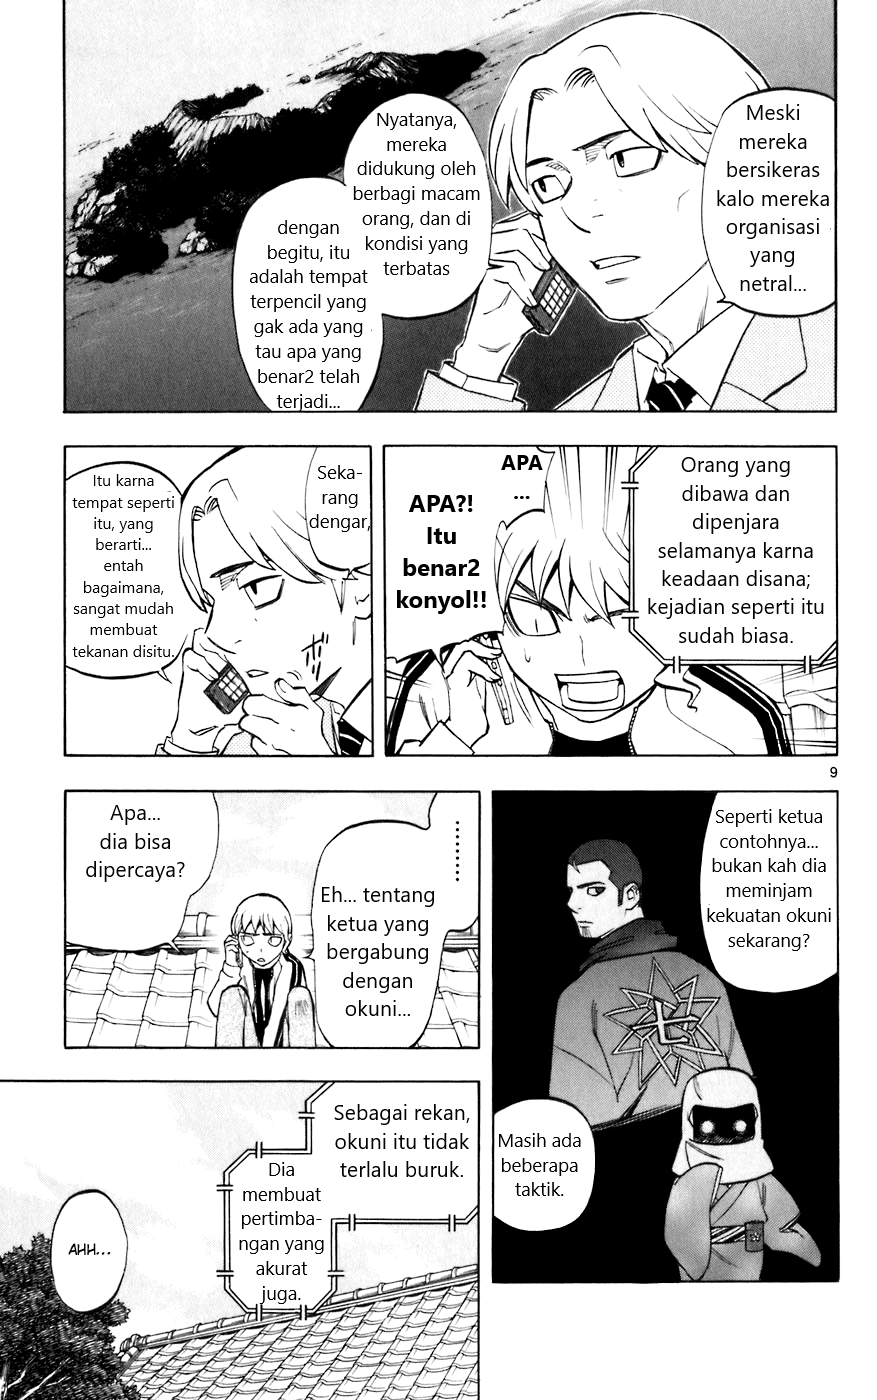 Meski
mereka
bersikeras
kalo mereka
organisasi
yang
netral...
Nyatanya,
mereka
didukung oleh
berbagi macam
orang, dan di
kondisi yang
terbatas
dengan
begitu, itu
adalah tempat
terpencil yang
gak ada yang
tau apa yang
benar2 telah
terjadi...
Orang yang
dibawa dan
dipenjara
selamanya karna
keadaan disana;
kejadian seperti itu
sudah biasa.
APA
...
APA?!
Itu
benar2
konyol!!
Seka-
rang
dengar,
Itu karna
tempat seperti
itu, yang
berarti...
entah
bagaimana,
sangat mudah
membuat
tekanan disitu.
9
Seperti ketua
contohnya...
bukan kah dia
meminjam
kekuatan okuni
sekarang?
Masih ada
beberapa
taktik.
Eh... tentang
ketua yang
bergabung
dengan
okuni...
Apa...
dia bisa
dipercaya?
Sebagai rekan,
okuni itu tidak
terlalu buruk.
Dia
membuat
pertimba-
ngan yang
akurat
juga.
AHH...